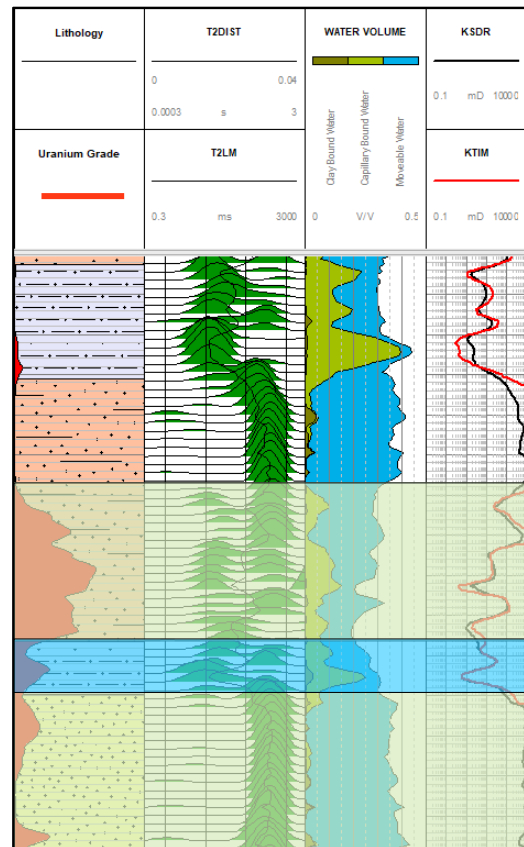 Lithology
T2DIST
0 0.04
0.0003 s 3
WATER VOLUME
Clay Bound Water
Capillary Bound Water
Moveable Water
0 V/V 0.5
KSDR
0.1 mD 10000
Uranium Grade
T2LM
0.3 ms 3000
KTIM
0.1 mD 10000